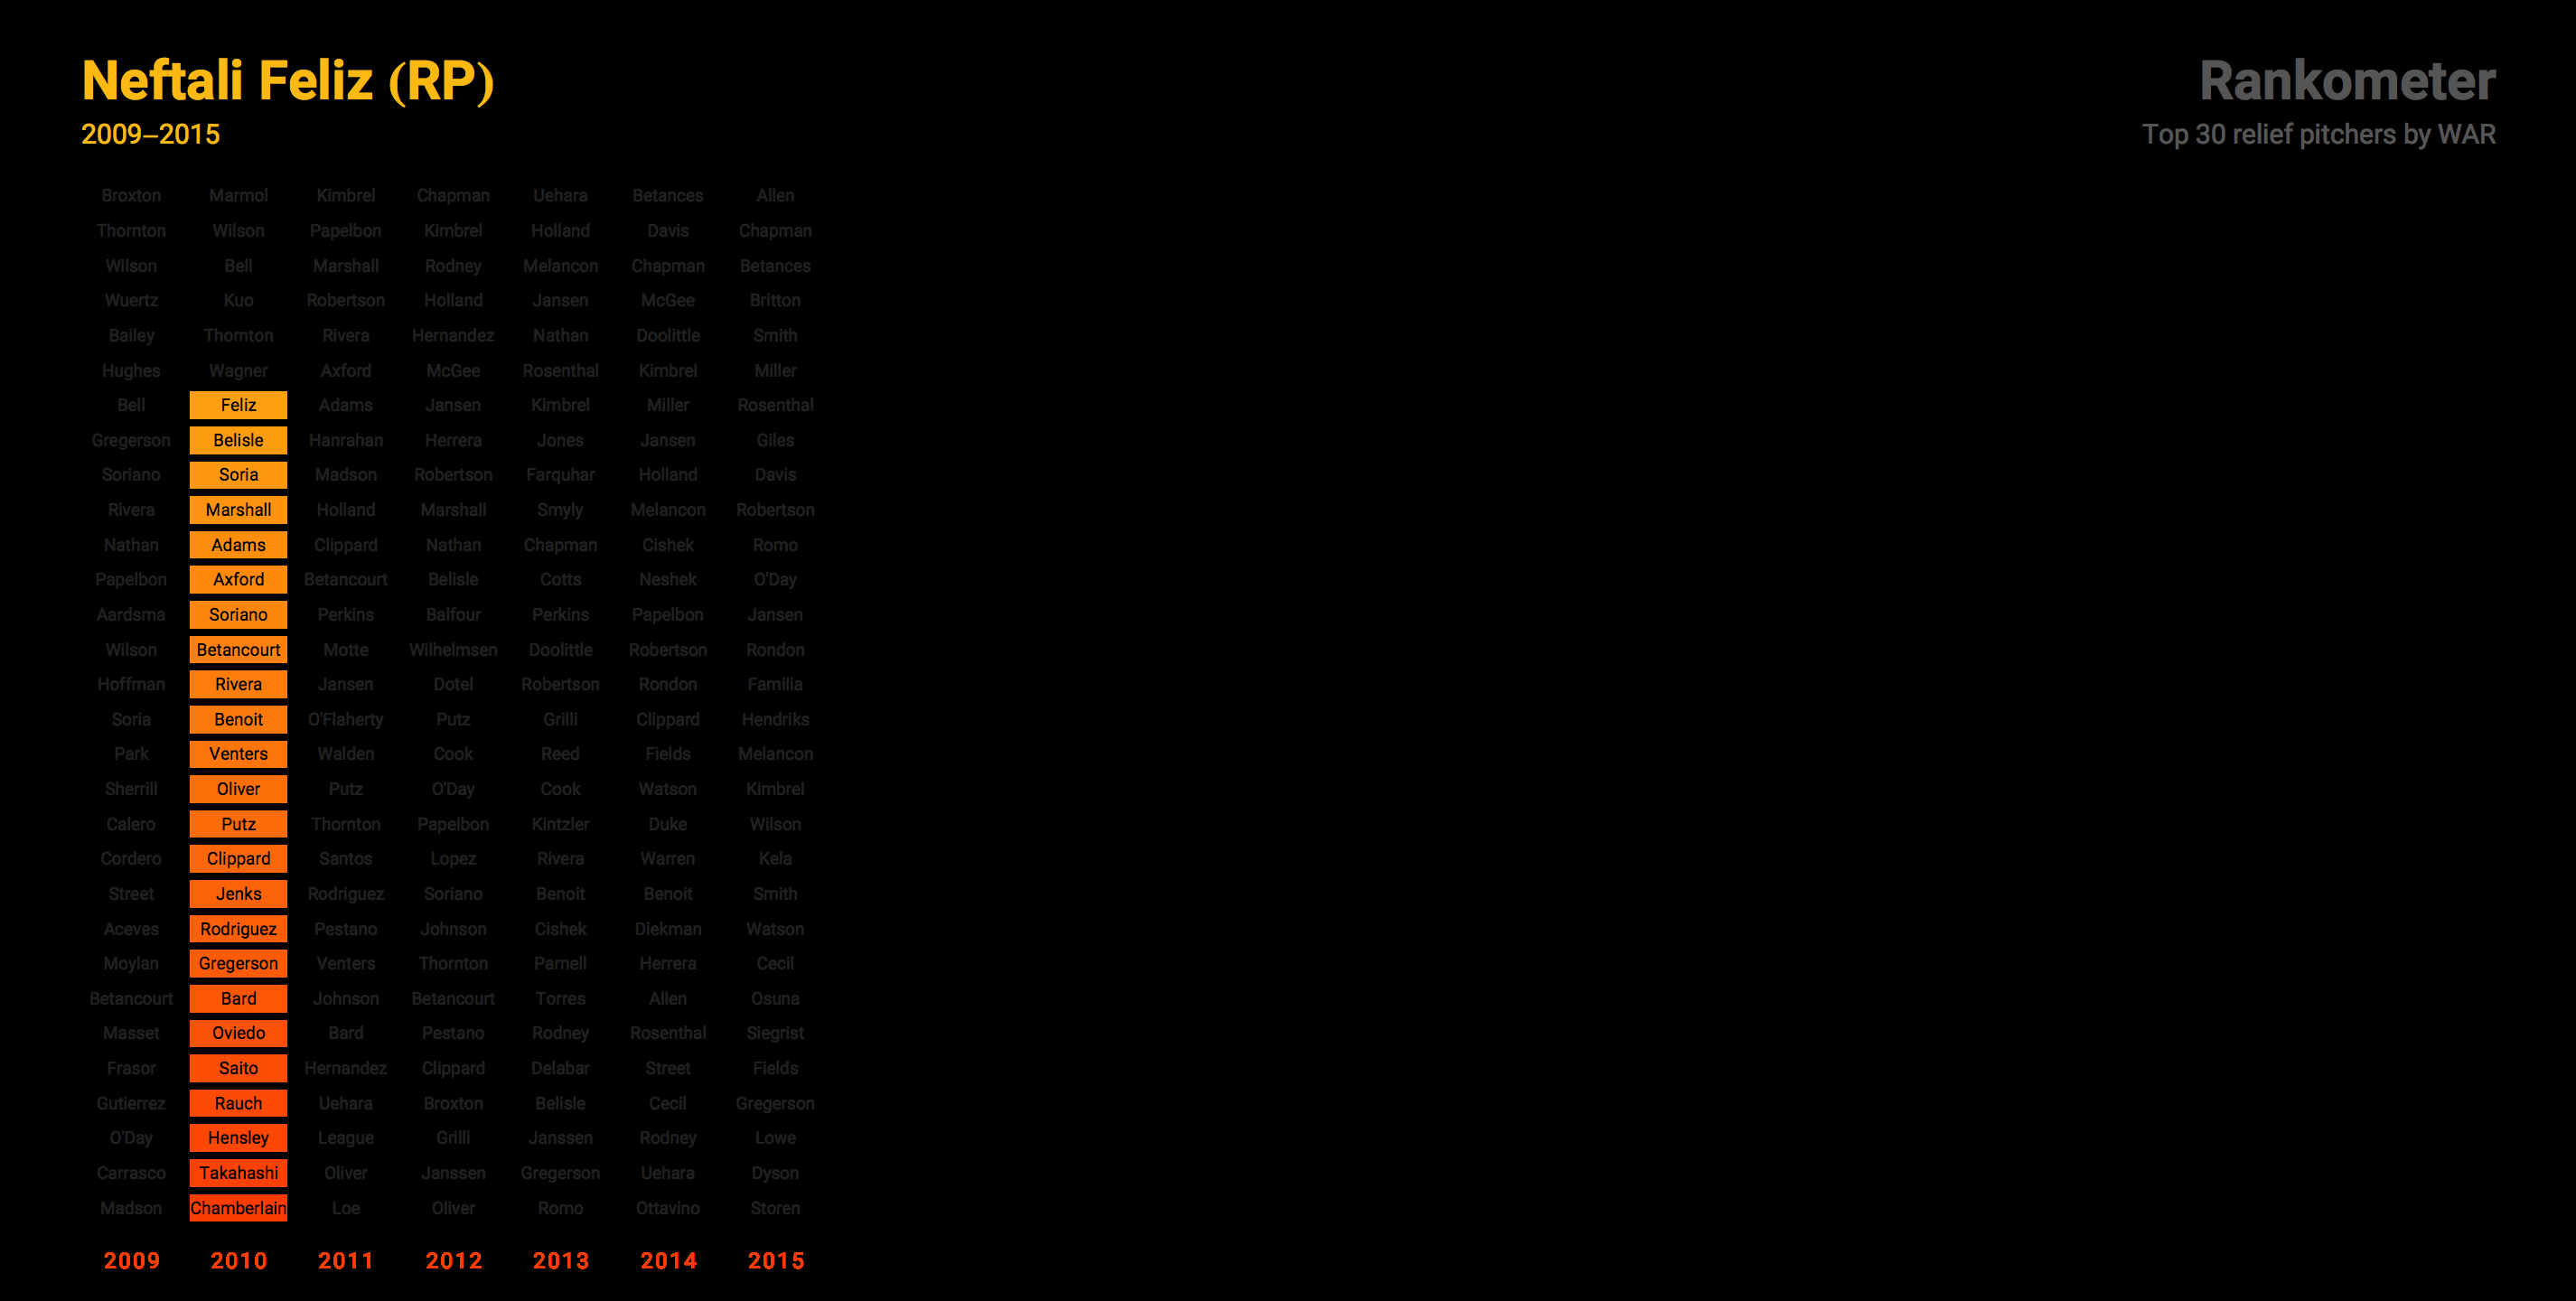 Neftali Feliz (RP)
2009–2015
Rankometer
Top 30 relief pitchers by WAR
Broxton Marmol Kimbrel Chapman Uehara Betances Allen
Thornton Wilson Papelbon Kimbrel Holland Davis Chapman
Wilson Bell Marshall Rodney Melancon Chapman Betances
Wuertz Kuo Robertson Holland Jansen McGee Britton
Bailey Thornton Rivera Hernandez Nathan Doolittle Smith
Hughes Wagner Axford McGee Rosenthal Kimbrel Miller
Bell Feliz Adams Jansen Kimbrel Miller Rosenthal
Gregerson Belisle Hanrahan Herrera Jones Jansen Giles
Soriano Soria Madson Robertson Farquhar Holland Davis
Rivera Marshall Holland Marshall Smyly Melancon Robertson
Nathan Adams Clippard Nathan Chapman Cishek Romo
Papelbon Axford Betancourt Belisle Cotts Neshek O'Day
Aardsma Soriano Perkins Balfour Perkins Papelbon Jansen
Wilson Betancourt Motte Wilhelmsen Doolittle Robertson Rondon
Hoffman Rivera Jansen Dotel Robertson Rondon Familia
Soria Benoit O'Flaherty Putz Grilli Clippard Hendriks
Park Venters Walden Cook Reed Fields Melancon
Sherrill Oliver Putz O'Day Cook Watson Kimbrel
Calero Putz Thornton Papelbon Kintzler Duke Wilson
Cordero Clippard Santos Lopez Rivera Warren Kela
Street Jenks Rodriguez Soriano Benoit Benoit Smith
Aceves Rodriguez Pestano Johnson Cishek Diekman Watson
Moylan Gregerson Venters Thornton Parnell Herrera Cecil
Betancourt Bard Johnson Betancourt Torres Allen Osuna
Masset Oviedo Bard Pestano Rodney Rosenthal Siegrist
Frasor Saito Hernandez Clippard Delabar Street Fields
Gutierrez Rauch Uehara Broxton Belisle Cecil Gregerson
O'Day Hensley League Grilli Janssen Rodney Lowe
Carrasco Takahashi Oliver Janssen Gregerson Uehara Dyson
Madson Chamberlain Loe Oliver Romo Ottavino Storen
2009 2010 2011 2012 2013 2014 2015